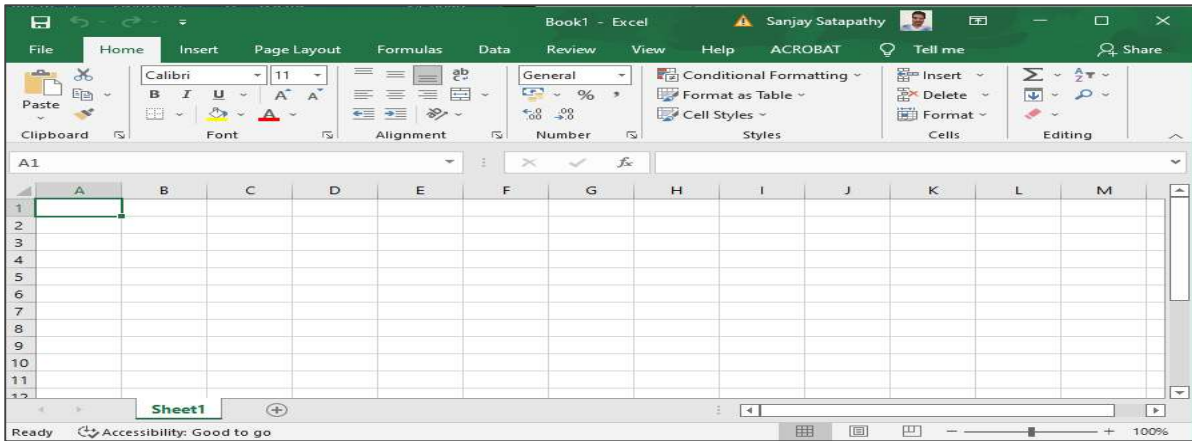 Book1 - Excel Sanjay Satapathy
File Home Insert Page Layout Formulas Data Review View Help ACROBAT Tell me Share
Calibri 11 ab General Conditional Formatting Insert Σ A
Z
Paste B I U A A % , Format as Table Delete
A .00 .00 Cell Styles Format
Clipboard Font Alignment Number Styles Cells Editing
A1 fx
A B C D E F G H I J K L M
1
2
3
4
5
6
7
8
9
10
11
Sheet1
Ready Accessibility: Good to go 100%